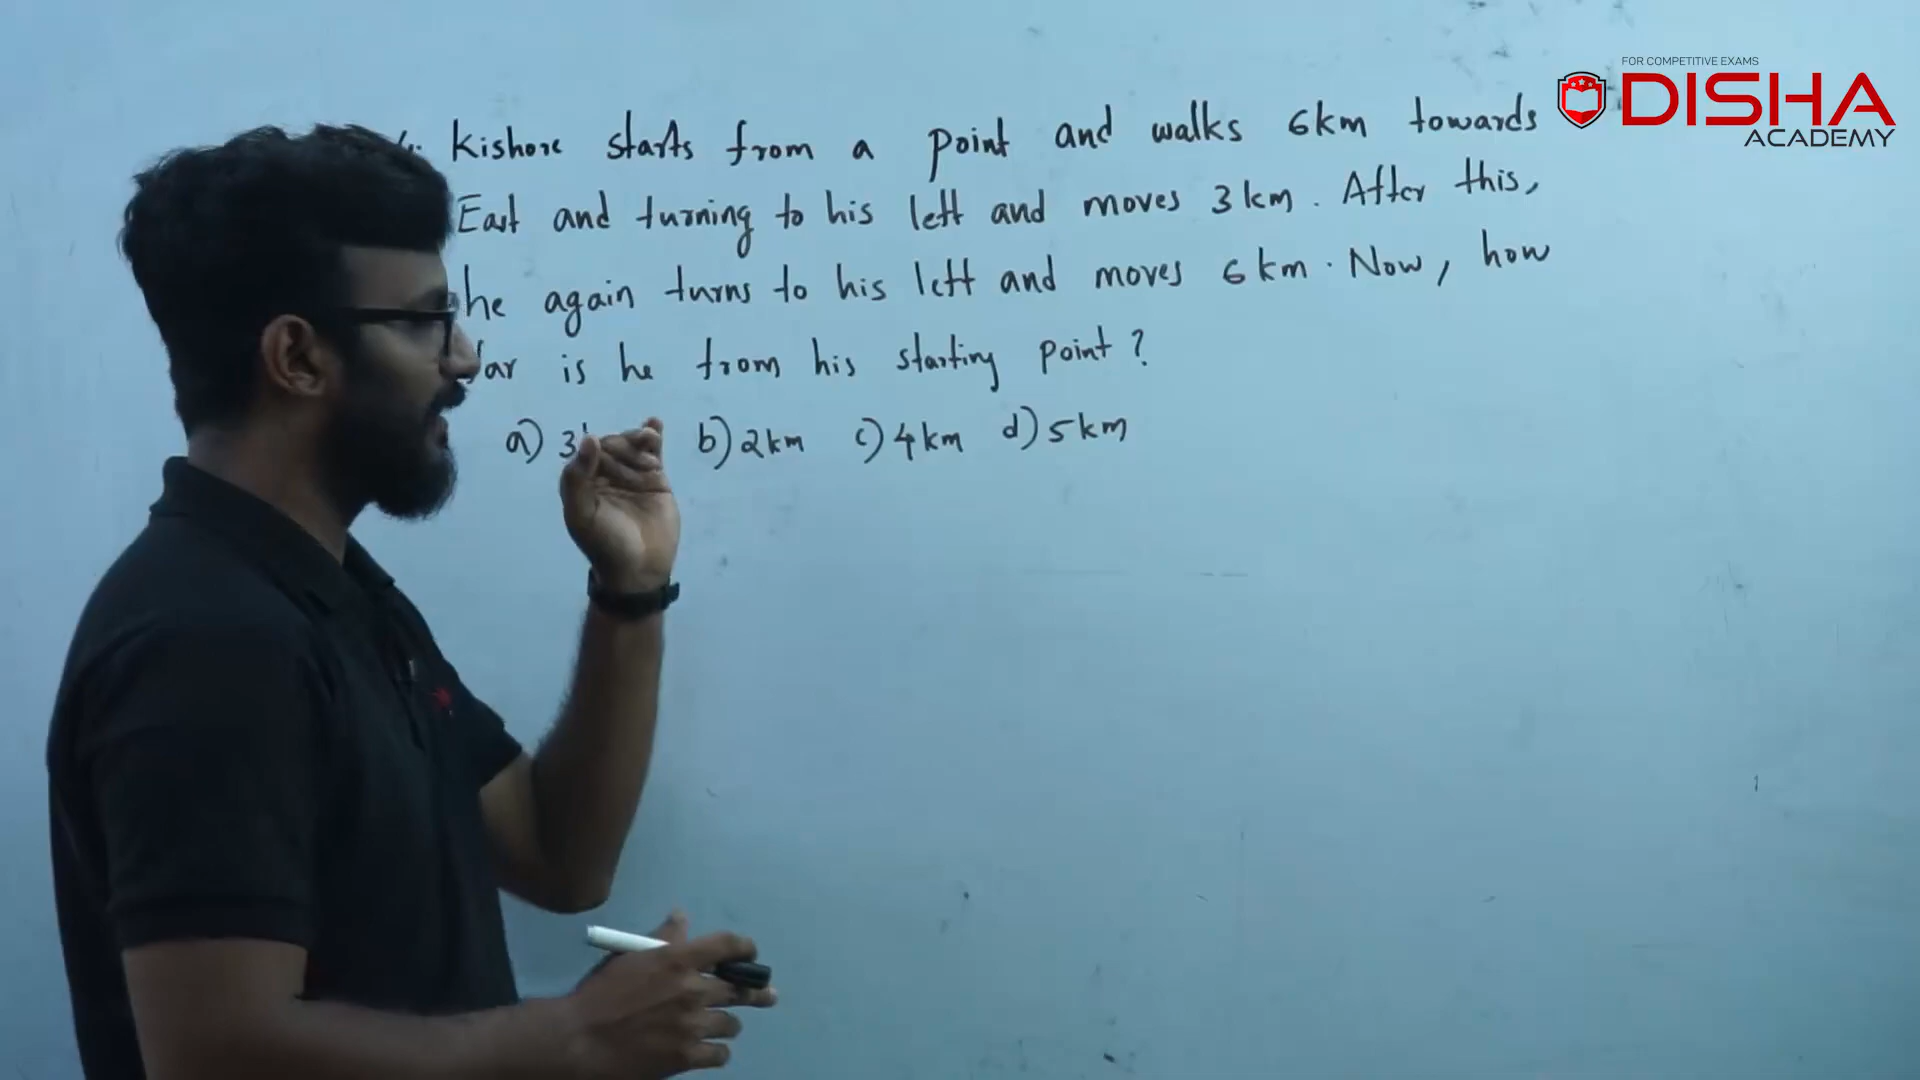 FOR COMPETITIVE EXAMS
DISHA
ACADEMY
Kishore starts from a point and walks 6km towards
East and turning to his left and moves 3km. After this,
he again turns to his left and moves 6km. Now, how
far is he from his starting point?
a) 3 b) 2km c) 4km d) 5km